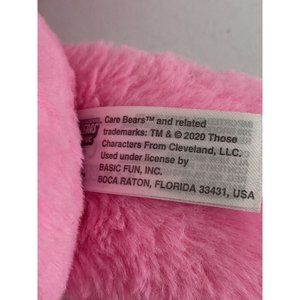 Care Bears™ and related
trademarks: TM & © 2020 Those
Characters From Cleveland, LLC.
Used under license by
BASIC FUN, INC.
BOCA RATON, FLORIDA 33431, USA